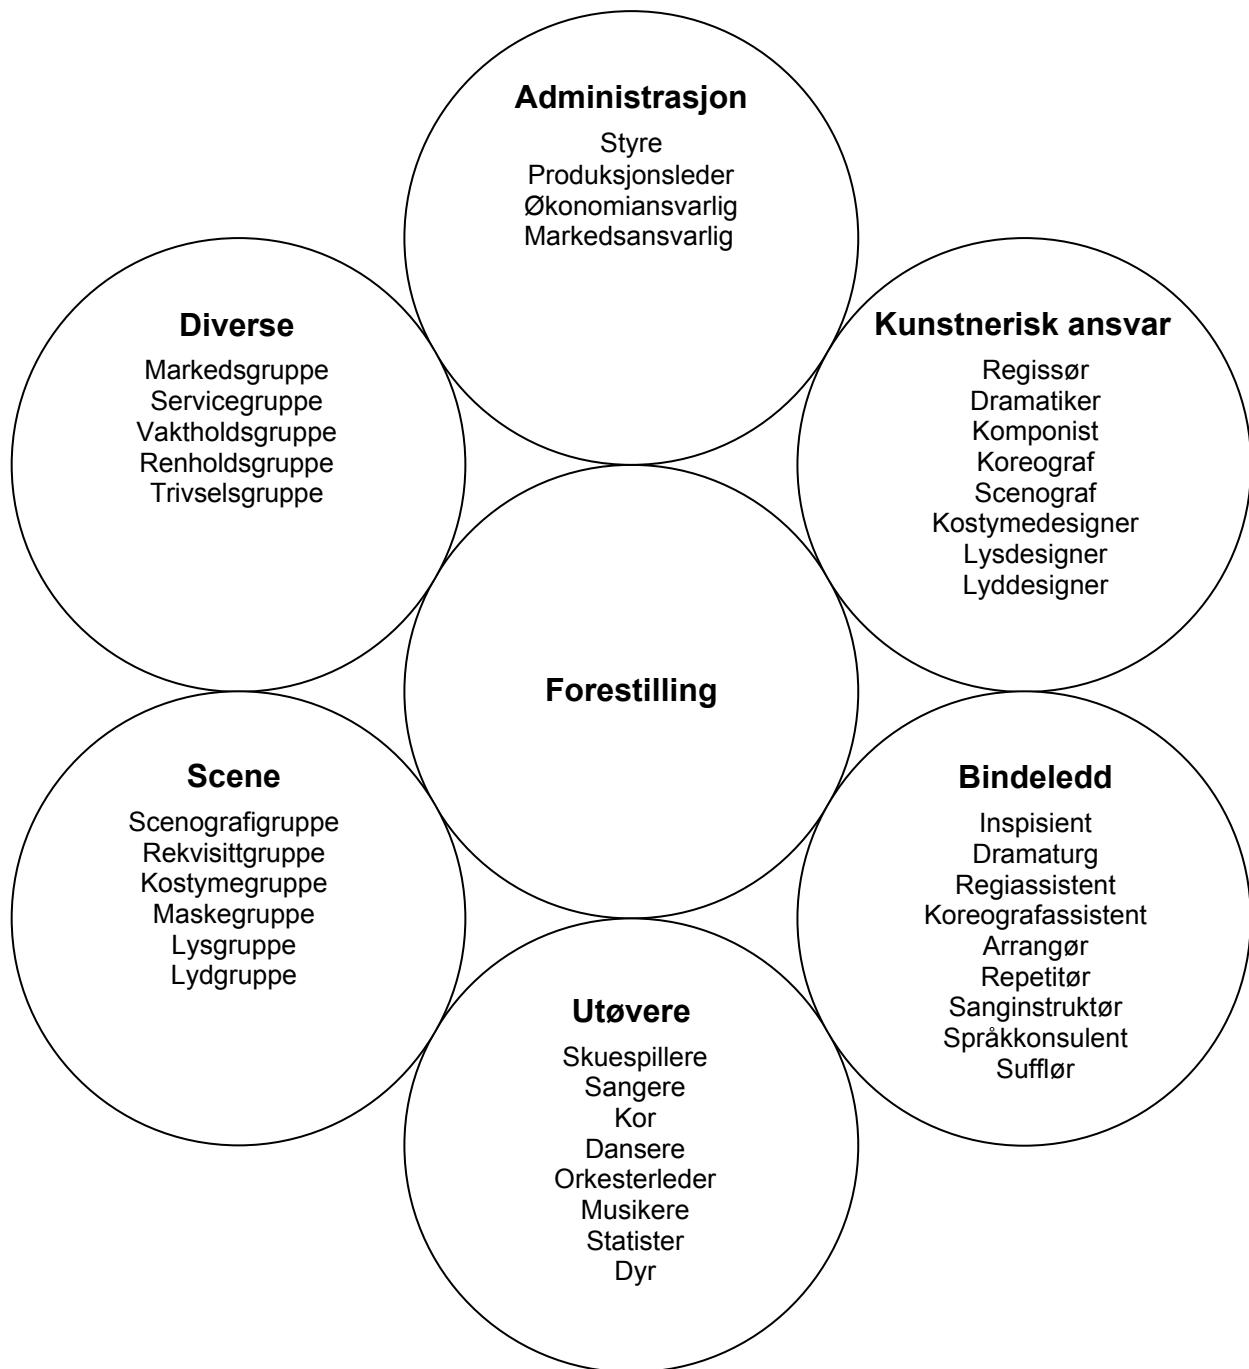 Administrasjon
Styre
Produksjonsleder
Økonomiansvarlig
Markedsansvarlig
Diverse
Markedsgruppe
Servicegruppe
Vaktholdsgruppe
Renholdsgruppe
Trivselsgruppe
Kunstnerisk ansvar
Regissør
Dramatiker
Komponist
Koreograf
Scenograf
Kostymedesigner
Lysdesigner
Lyddesigner
Forestilling
Scene
Scenografigruppe
Rekvisittgruppe
Kostymegruppe
Maskegruppe
Lysgruppe
Lydgruppe
Bindeledd
Inspisient
Dramaturg
Regiassistent
Koreografassistent
Arrangør
Repetitør
Sanginstruktør
Språkkonsulent
Sufflør
Utøvere
Skuespillere
Sangere
Kor
Dansere
Orkesterleder
Musikere
Statister
Dyr